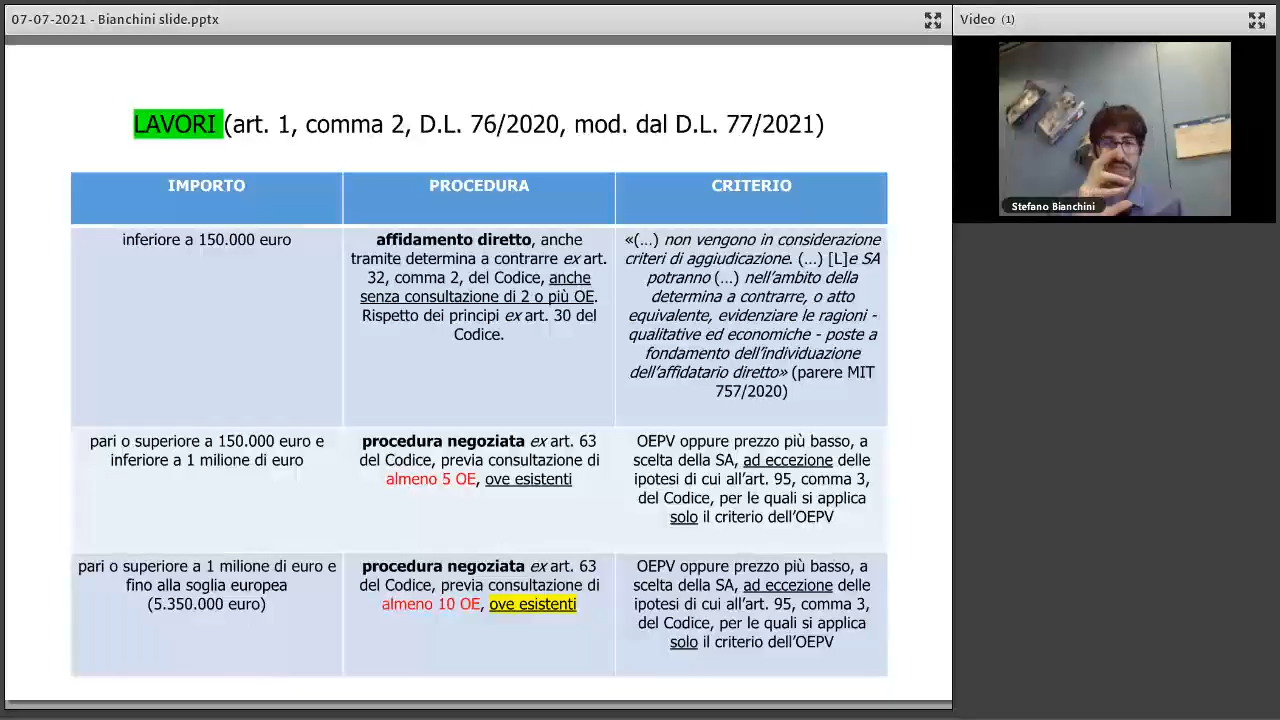 07-07-2021 - Bianchini slide.pptx
Video (1)
Stefano Bianchini
LAVORI (art. 1, comma 2, D.L. 76/2020, mod. dal D.L. 77/2021)
IMPORTO
PROCEDURA
CRITERIO
inferiore a 150.000 euro
affidamento diretto, anche
tramite determina a contrarre ex art.
32, comma 2, del Codice, anche
senza consultazione di 2 o più OE.
Rispetto dei principi ex art. 30 del
Codice.
«(…) non vengono in considerazione
criteri di aggiudicazione. (…) [L]e SA
potranno (…) nell’ambito della
determina a contrarre, o atto
equivalente, evidenziare le ragioni -
qualitative ed economiche - poste a
fondamento dell’individuazione
dell’affidatario diretto» (parere MIT
757/2020)
pari o superiore a 150.000 euro e
inferiore a 1 milione di euro
procedura negoziata ex art. 63
del Codice, previa consultazione di
almeno 5 OE, ove esistenti
OEPV oppure prezzo più basso, a
scelta della SA, ad eccezione delle
ipotesi di cui all’art. 95, comma 3,
del Codice, per le quali si applica
solo il criterio dell’OEPV
pari o superiore a 1 milione di euro e
fino alla soglia europea
(5.350.000 euro)
procedura negoziata ex art. 63
del Codice, previa consultazione di
almeno 10 OE, ove esistenti
OEPV oppure prezzo più basso, a
scelta della SA, ad eccezione delle
ipotesi di cui all’art. 95, comma 3,
del Codice, per le quali si applica
solo il criterio dell’OEPV